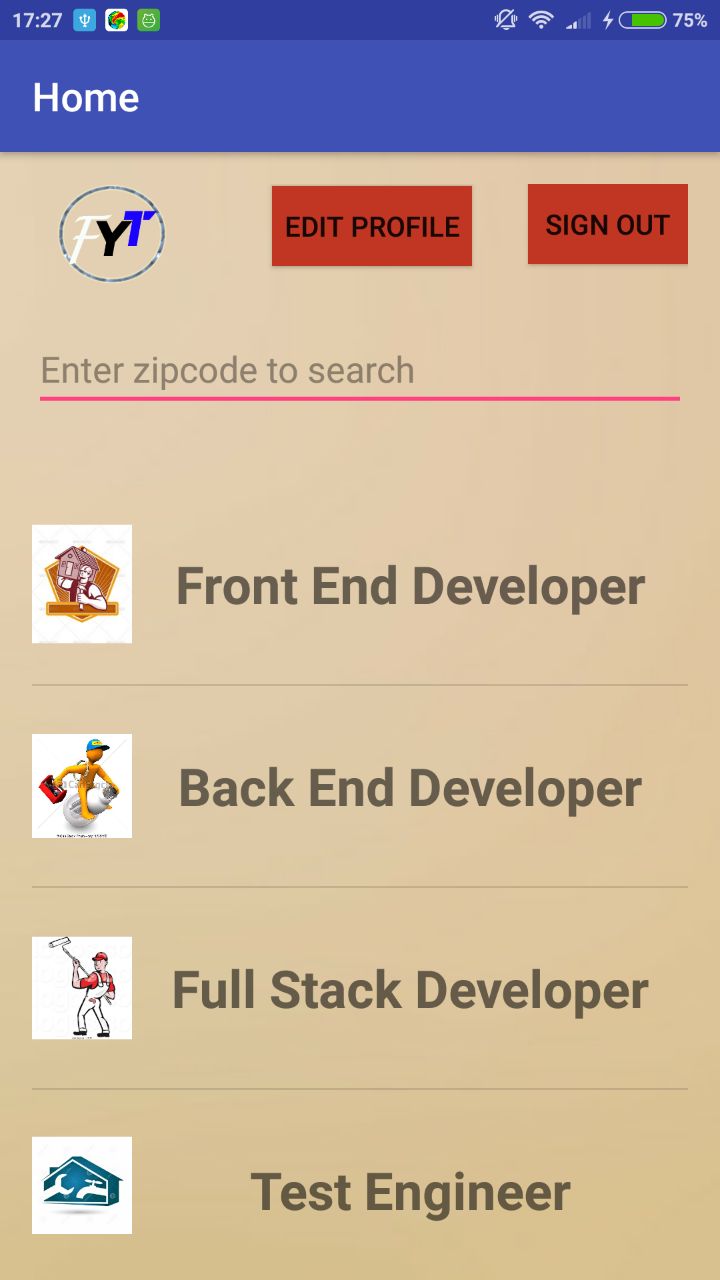 17:27 75%
Home
FYT
EDIT PROFILE
SIGN OUT
Enter zipcode to search
Front End Developer
Back End Developer
Full Stack Developer
Test Engineer